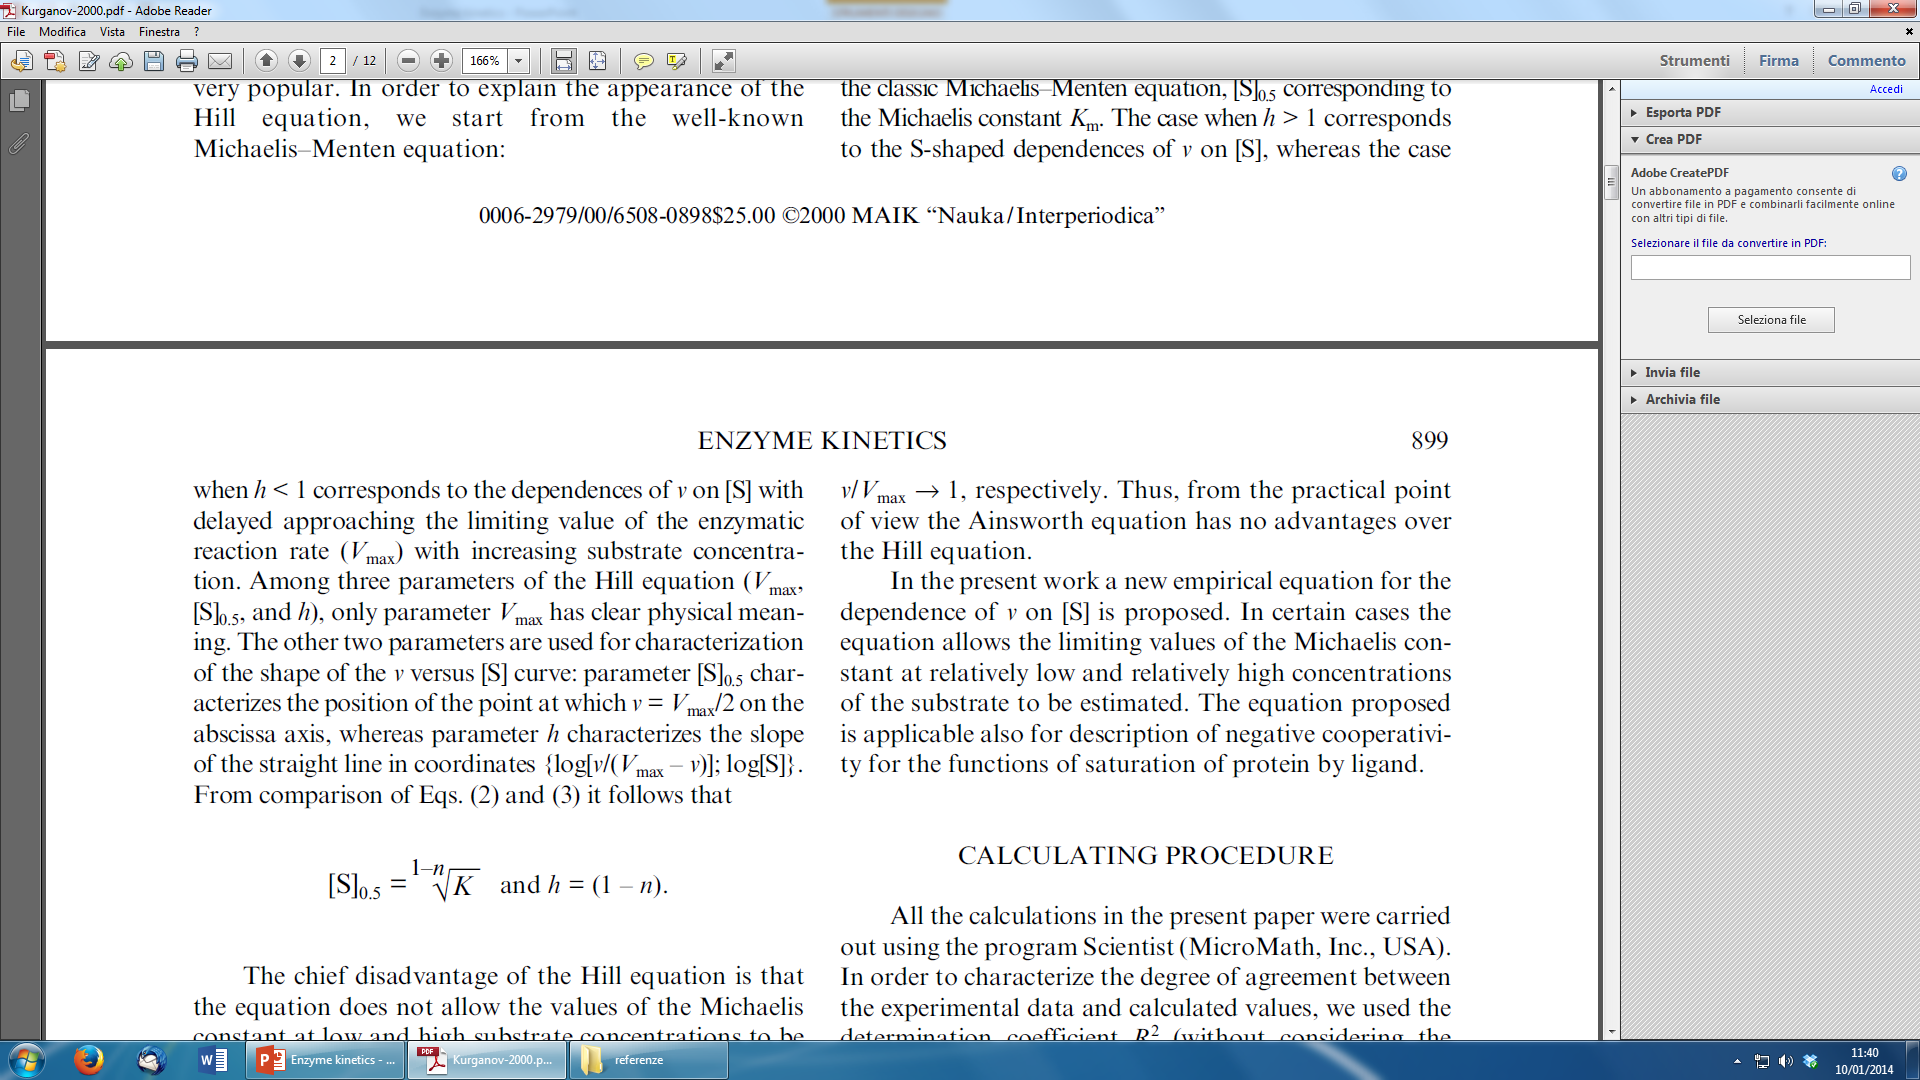 Kurganov-2000.pdf - Adobe Reader
File Modifica Vista Finestra ?
2 / 12 166%
Strumenti Firma Commento
very popular. In order to explain the appearance of the
Hill equation, we start from the well-known
Michaelis–Menten equation:
the classic Michaelis–Menten equation, [S]0.5 corresponding to
the Michaelis constant Km. The case when h > 1 corresponds
to the S-shaped dependences of v on [S], whereas the case
0006-2979/00/6508-0898$25.00 ©2000 MAIK “Nauka/Interperiodica”
ENZYME KINETICS 899
when h < 1 corresponds to the dependences of v on [S] with
delayed approaching the limiting value of the enzymatic
reaction rate (Vmax) with increasing substrate concentra-
tion. Among three parameters of the Hill equation (Vmax,
[S]0.5, and h), only parameter Vmax has clear physical mean-
ing. The other two parameters are used for characterization
of the shape of the v versus [S] curve: parameter [S]0.5 char-
acterizes the position of the point at which v = Vmax/2 on the
abscissa axis, whereas parameter h characterizes the slope
of the straight line in coordinates {log[v/(Vmax – v)]; log[S]}.
From comparison of Eqs. (2) and (3) it follows that
[S]0.5 = 1–n√K and h = (1 – n).
The chief disadvantage of the Hill equation is that
the equation does not allow the values of the Michaelis
constant at low and high substrate concentrations to be
v/Vmax → 1, respectively. Thus, from the practical point
of view the Ainsworth equation has no advantages over
the Hill equation.
In the present work a new empirical equation for the
dependence of v on [S] is proposed. In certain cases the
equation allows the limiting values of the Michaelis con-
stant at relatively low and relatively high concentrations
of the substrate to be estimated. The equation proposed
is applicable also for description of negative cooperativi-
ty for the functions of saturation of protein by ligand.
CALCULATING PROCEDURE
All the calculations in the present paper were carried
out using the program Scientist (MicroMath, Inc., USA).
In order to characterize the degree of agreement between
the experimental data and calculated values, we used the
determination coefficient R2 (without considering the
Accedi
Esporta PDF
Crea PDF
Adobe CreatePDF
?
Un abbonamento a pagamento consente di
convertire file in PDF e combinarli facilmente online
con altri tipi di file.
Selezionare il file da convertire in PDF:
Seleziona file
Invia file
Archivia file
Enzyme kinetics - ...
Kurganov-2000.p...
referenze
11:40
10/01/2014